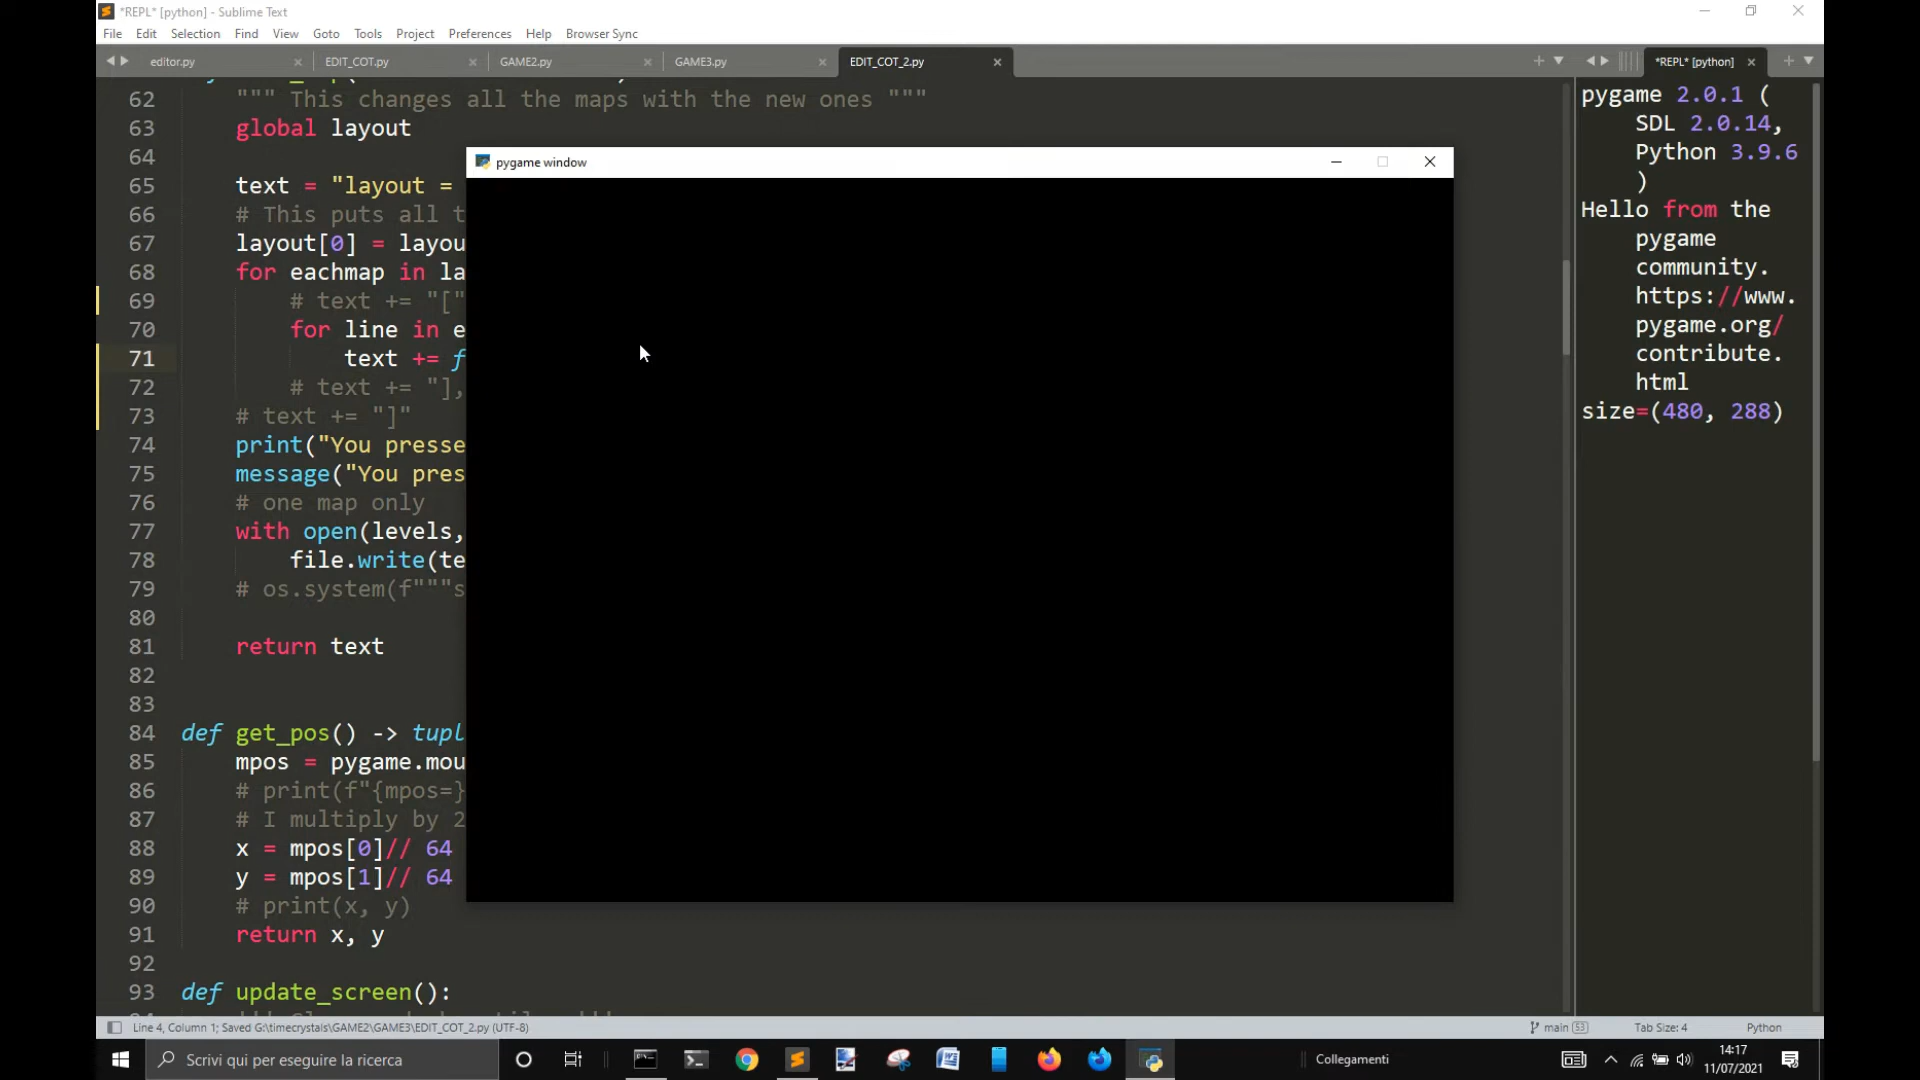 *REPL* [python] - Sublime Text
File Edit Selection Find View Goto Tools Project Preferences Help Browser Sync
editor.py EDIT_COT.py GAME2.py GAME3.py EDIT_COT_2.py *REPL* [python]
62 """ This changes all the maps with the new ones """
63 global layout
64
65 text = "layout =
66 # This puts all t
67 layout[0] = layou
68 for eachmap in la
69 # text += "["
70 for line in e
71 text += f
72 # text += "],
73 # text += "]"
74 print("You presse
75 message("You pres
76 # one map only
77 with open(levels,
78 file.write(te
79 # os.system(f"""s
80
81 return text
82
83
84 def get_pos() -> tupl
85 mpos = pygame.mou
86 # print(f"{mpos=}
87 # I multiply by 2
88 x = mpos[0]// 64
89 y = mpos[1]// 64
90 # print(x, y)
91 return x, y
92
93 def update_screen():
pygame window
pygame 2.0.1 (
SDL 2.0.14,
Python 3.9.6
)
Hello from the
pygame
community.
https://www.
pygame.org/
contribute.
html
size=(480, 288)
Line 4, Column 1; Saved G:\timecrystals\GAME2\GAME3\EDIT_COT_2.py (UTF-8) main 53 Tab Size: 4 Python
Scrivi qui per eseguire la ricerca Collegamenti 14:17
11/07/2021